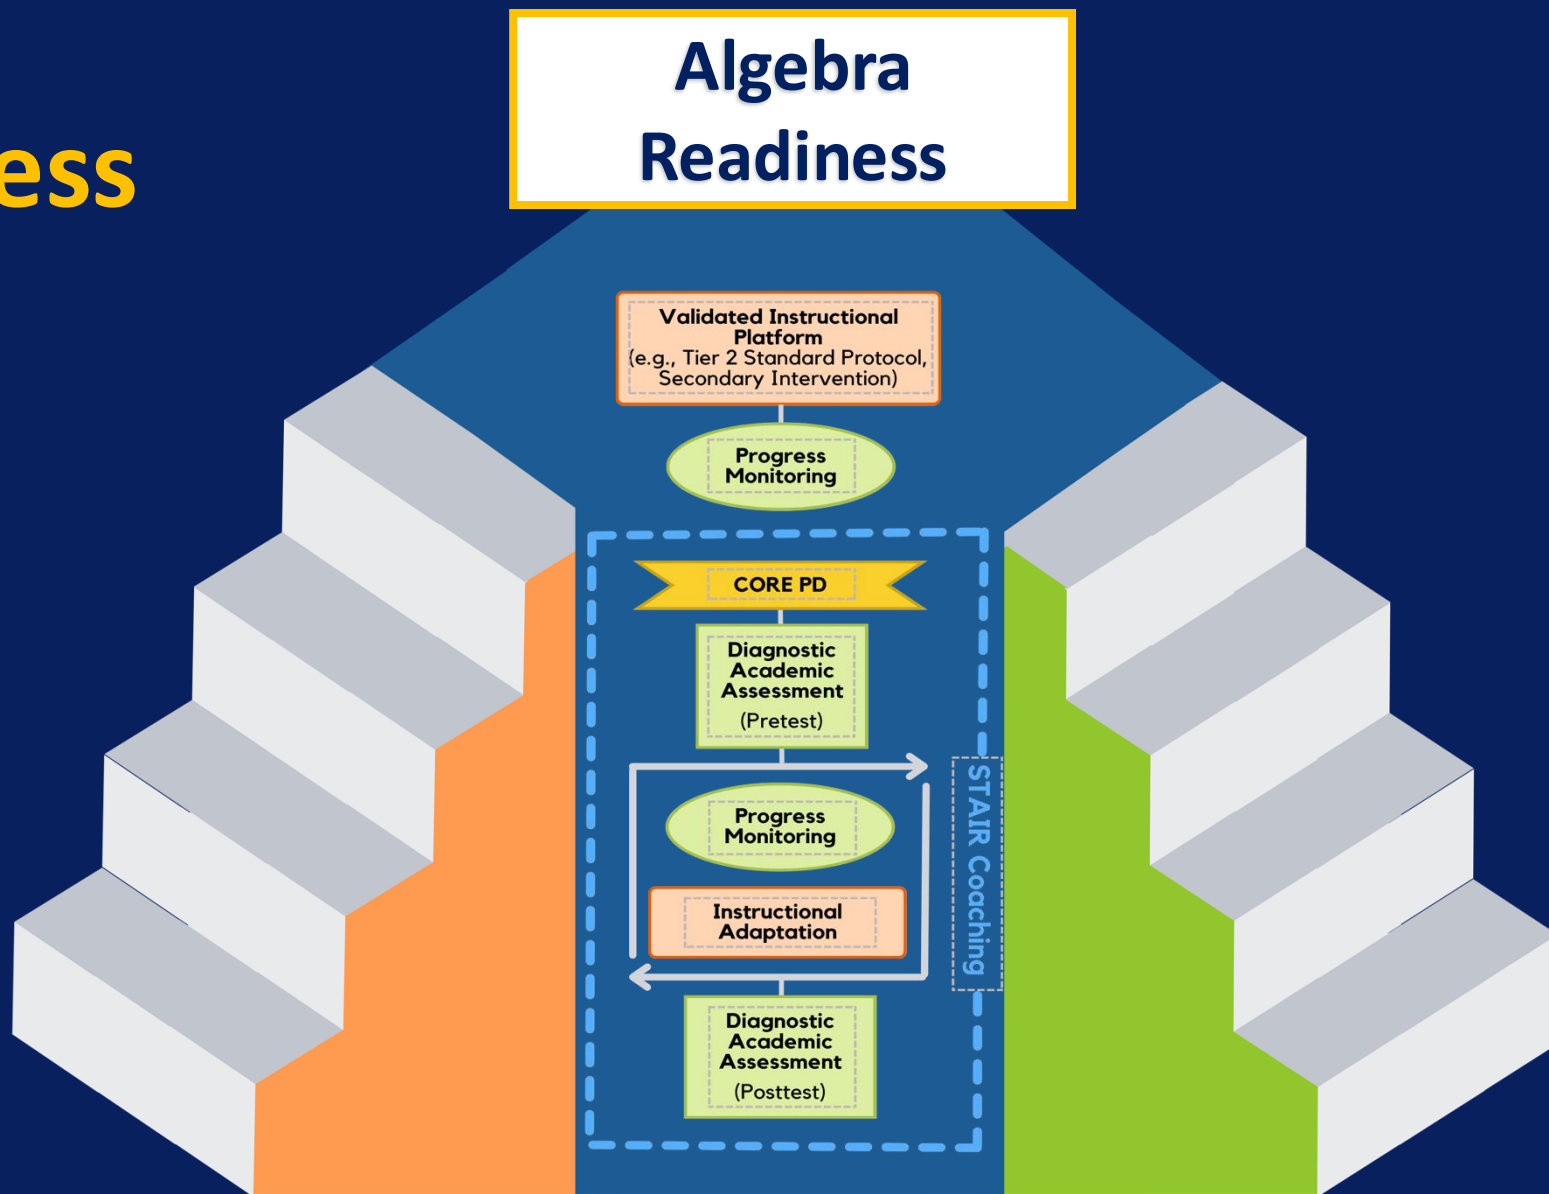 Algebra
Readiness
ess
Validated Instructional
Platform
(e.g., Tier 2 Standard Protocol,
Secondary Intervention)
Progress
Monitoring
CORE PD
Diagnostic
Academic
Assessment
(Pretest)
Progress
Monitoring
Instructional
Adaptation
STAIR Coaching
Diagnostic
Academic
Assessment
(Posttest)